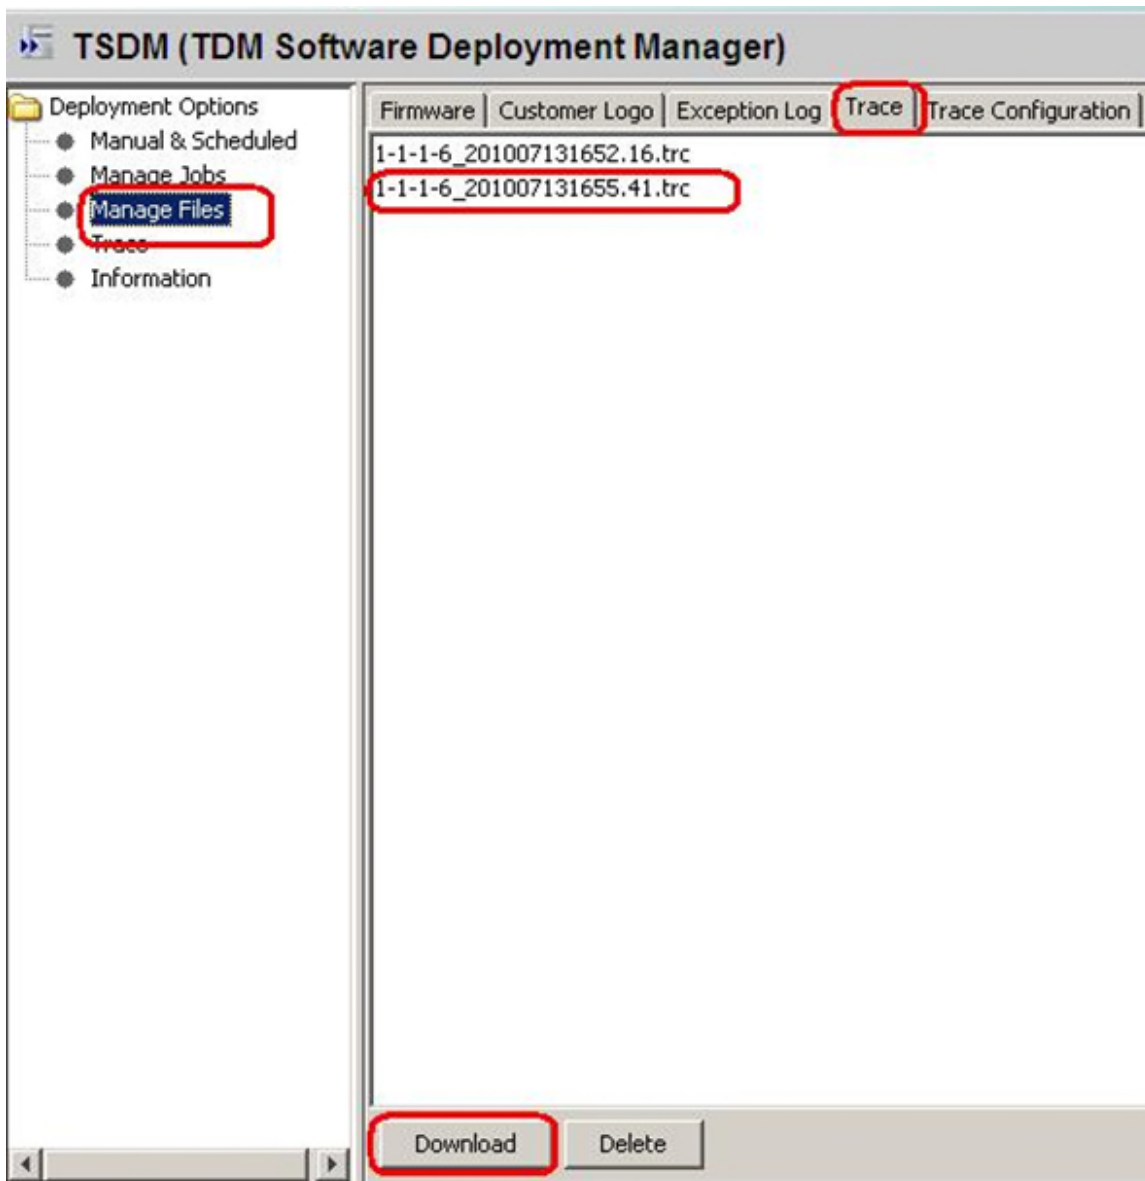 TSDM (TDM Software Deployment Manager)
Deployment Options
Manual & Scheduled
Manage Jobs
Manage Files
Trace
Information
Firmware
Customer Logo
Exception Log
Trace
Trace Configuration
1-1-1-6_201007131652.16.trc
1-1-1-6_201007131655.41.trc
Download
Delete